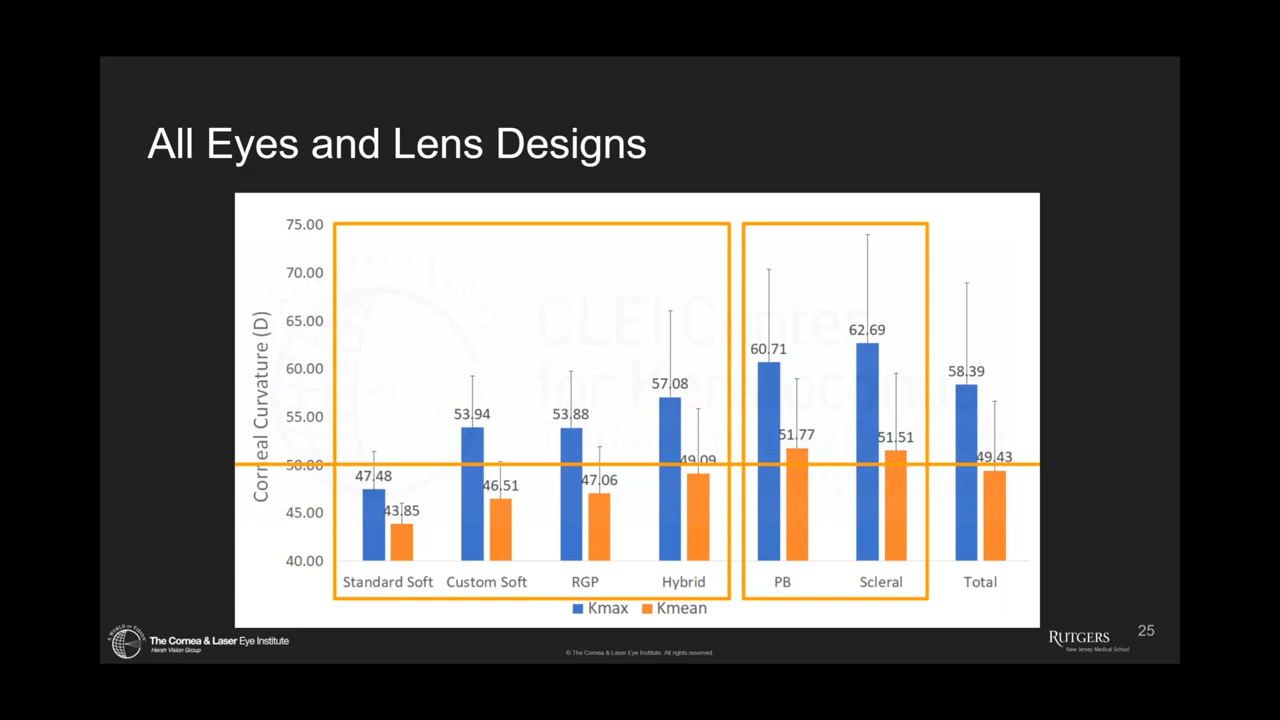 All Eyes and Lens Designs
Corneal Curvature (D)
75.00
70.00
65.00
60.00
55.00
50.00
45.00
40.00
47.48
43.85
53.94
46.51
53.88
47.06
57.08
49.09
60.71
51.77
62.69
51.51
58.39
49.43
Standard Soft Custom Soft RGP Hybrid PB Scleral Total
Kmax Kmean
A WORLD OF VISION
The Cornea & Laser Eye Institute
Hersh Vision Group
© The Cornea & Laser Eye Institute. All rights reserved
RUTGERS
New Jersey Medical School
25